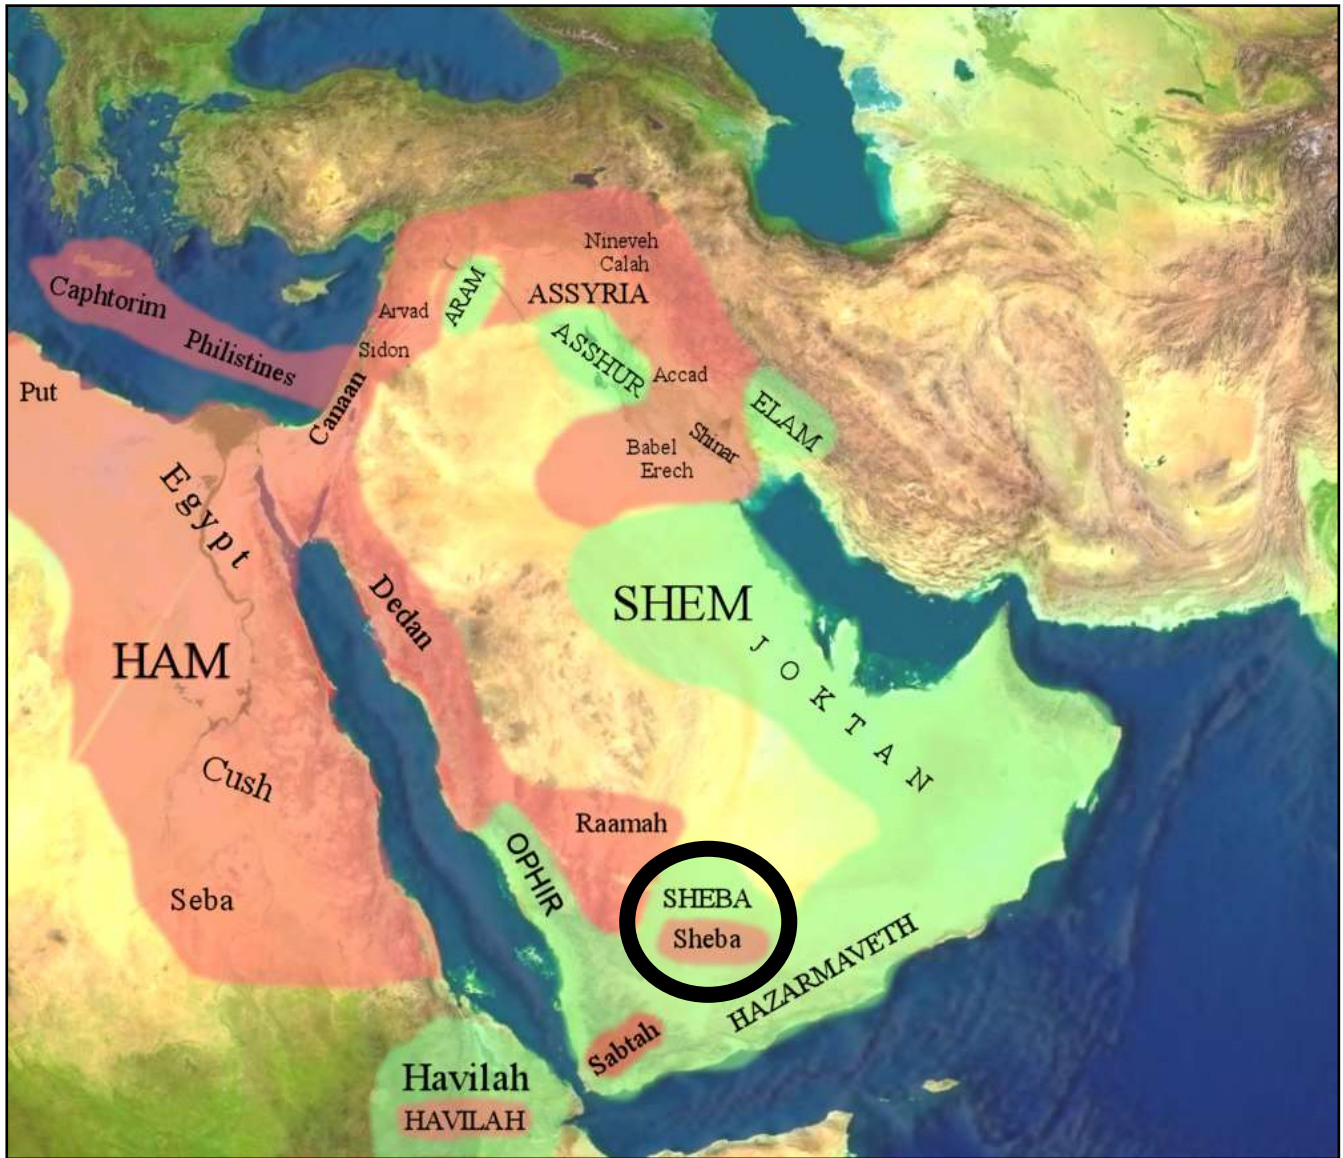 Nineveh
Calah
ARAM
ASSYRIA
Caphtorim
Arvad
Philistines
Sidon
ASSHUR
Accad
Put
Canaan
ELAM
Shinar
Babel
Erech
Egypt
Dedan
SHEM
HAM
JOKTAN
Cush
Raamah
OPHIR
Seba
SHEBA
Sheba
HAZARMAVETH
Sabtah
Havilah
HAVILAH